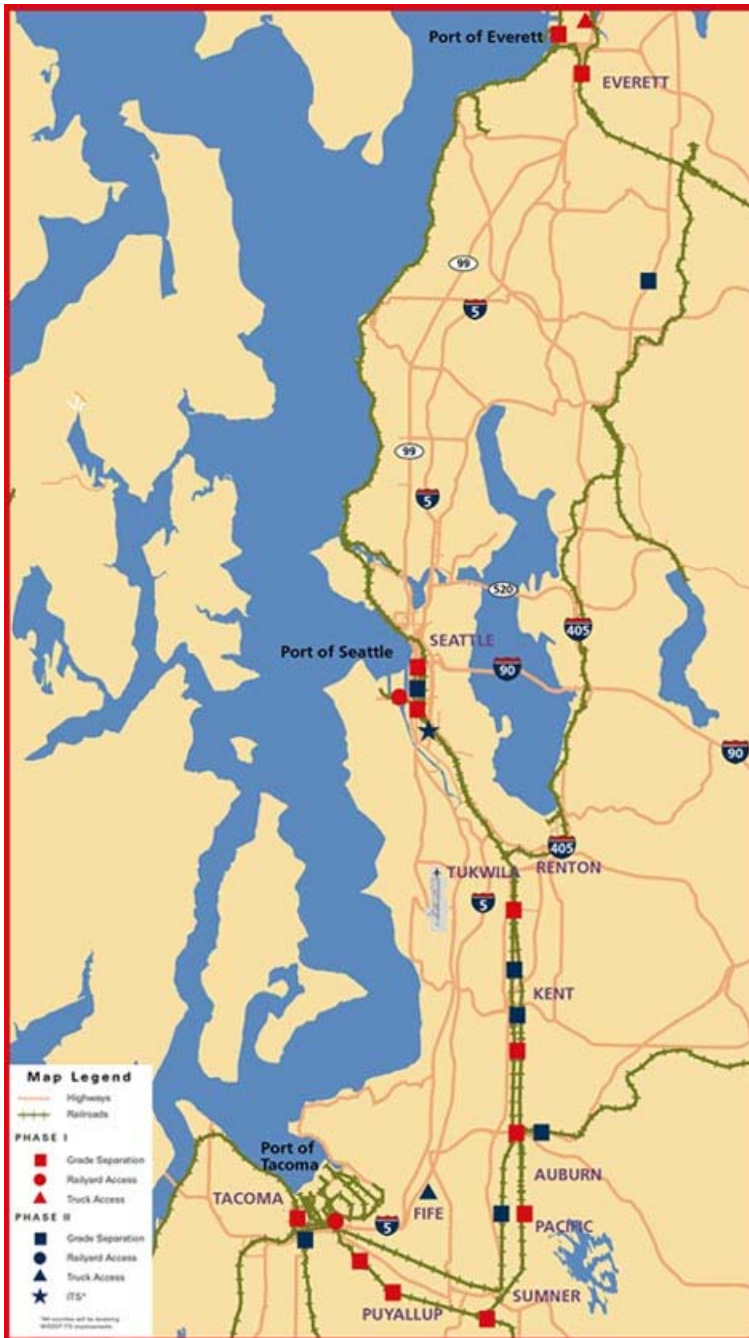 Port of Everett
EVERETT
99
5
99
5
520
405
SEATTLE
Port of Seattle
90
90
405
TUKWILA
RENTON
5
KENT
Map Legend
Highways
Railroads
PHASE I
Grade Separation
Railyard Access
Truck Access
PHASE II
Grade Separation
Railyard Access
Truck Access
ITS*
Port of
Tacoma
TACOMA
5
FIFE
AUBURN
PACIFIC
SUMNER
PUYALLUP